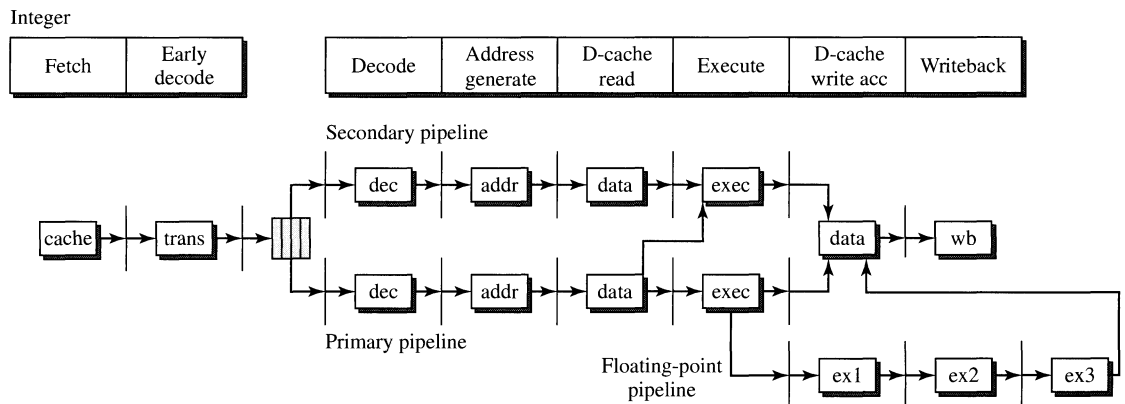 Integer
Fetch
Early
decode
Decode
Address
generate
D-cache
read
Execute
D-cache
write acc
Writeback
Secondary pipeline
dec
addr
data
exec
cache
trans
data
wb
dec
addr
data
exec
Primary pipeline
Floating-point
pipeline
ex1
ex2
ex3